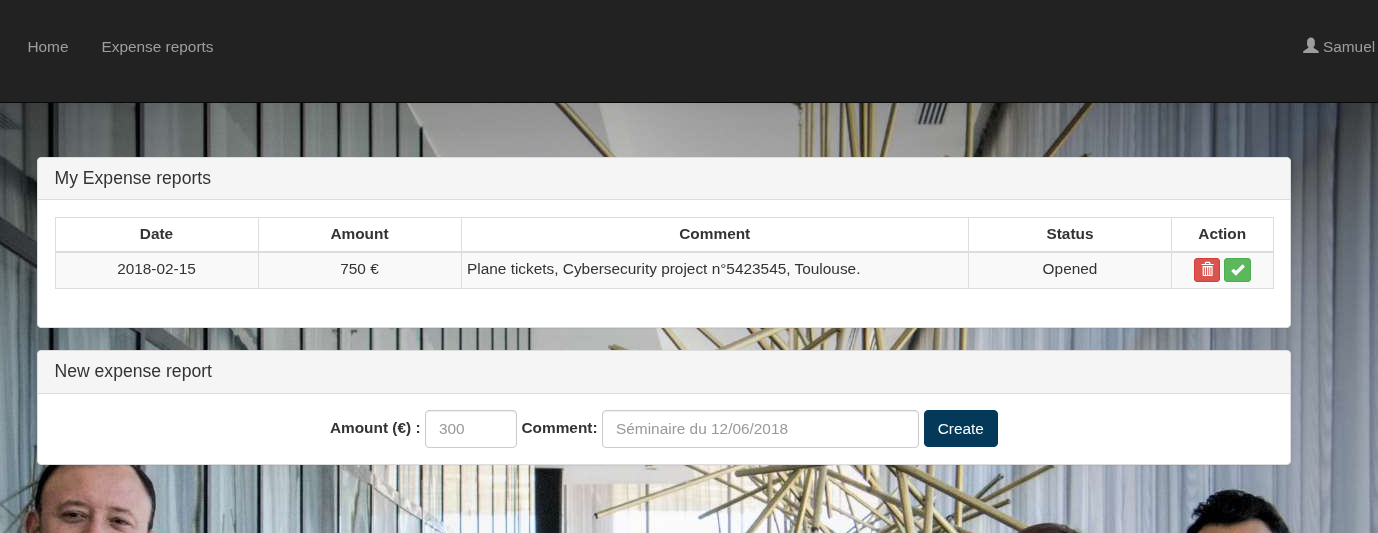 Home Expense reports Samuel
My Expense reports
Date Amount Comment Status Action
2018-02-15 750 € Plane tickets, Cybersecurity project n°5423545, Toulouse. Opened
New expense report
Amount (€) : 300 Comment: Séminaire du 12/06/2018 Create